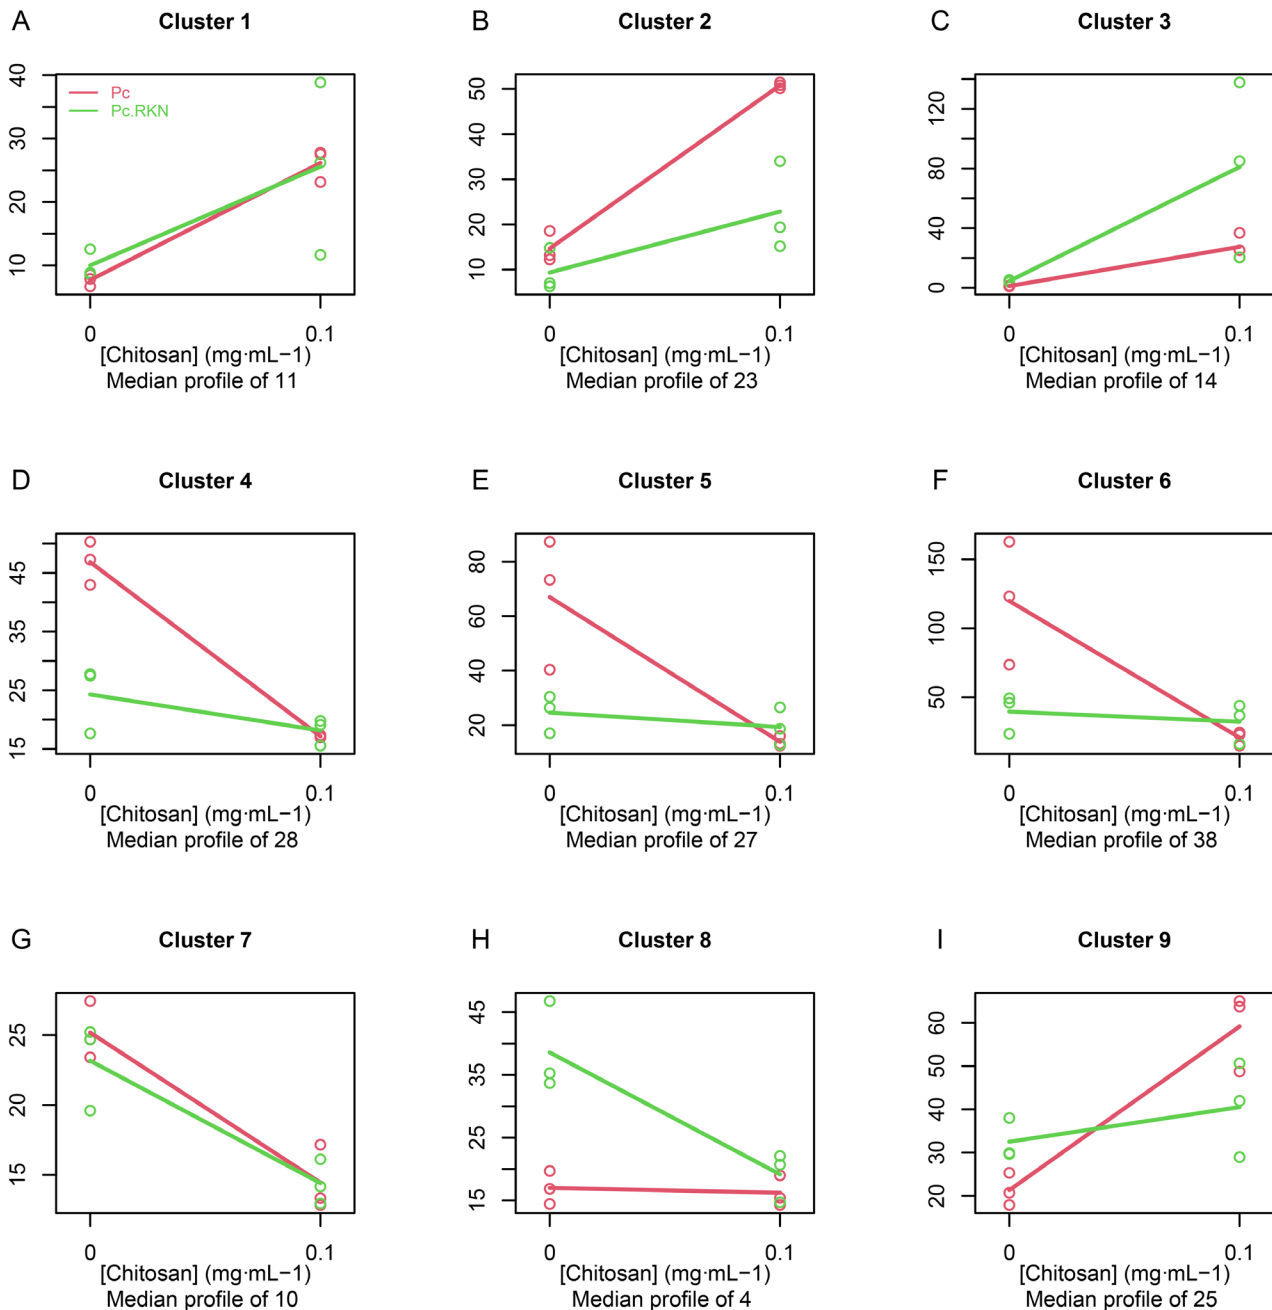 A
Cluster 1
40
30
20
10
Pc
Pc.RKN
0
0.1
[Chitosan] (mg·mL−1)
Median profile of 11
B
Cluster 2
50
40
30
20
10
0
0.1
[Chitosan] (mg·mL−1)
Median profile of 23
C
Cluster 3
120
80
40
0
0
0.1
[Chitosan] (mg·mL−1)
Median profile of 14
D
Cluster 4
45
35
25
15
0
0.1
[Chitosan] (mg·mL−1)
Median profile of 28
E
Cluster 5
80
60
40
20
0
0.1
[Chitosan] (mg·mL−1)
Median profile of 27
F
Cluster 6
150
100
50
0
0.1
[Chitosan] (mg·mL−1)
Median profile of 38
G
Cluster 7
25
20
15
0
0.1
[Chitosan] (mg·mL−1)
Median profile of 10
H
Cluster 8
45
35
25
15
0
0.1
[Chitosan] (mg·mL−1)
Median profile of 4
I
Cluster 9
60
50
40
30
20
0
0.1
[Chitosan] (mg·mL−1)
Median profile of 25